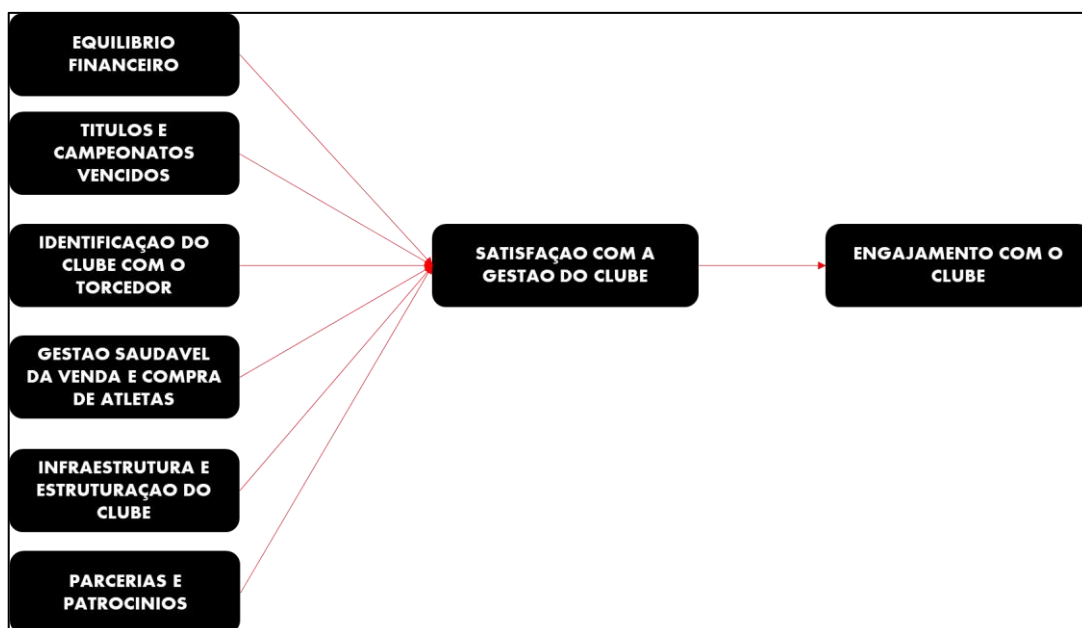 EQUILIBRIO
FINANCEIRO
TITULOS E
CAMPEONATOS
VENCIDOS
IDENTIFICAÇAO DO
CLUBE COM O
TORCEDOR
GESTAO SAUDAVEL
DA VENDA E COMPRA
DE ATLETAS
INFRAESTRUTURA E
ESTRUTURAÇAO DO
CLUBE
PARCERIAS E
PATROCINIOS
SATISFAÇAO COM A
GESTAO DO CLUBE
ENGAJAMENTO COM O
CLUBE